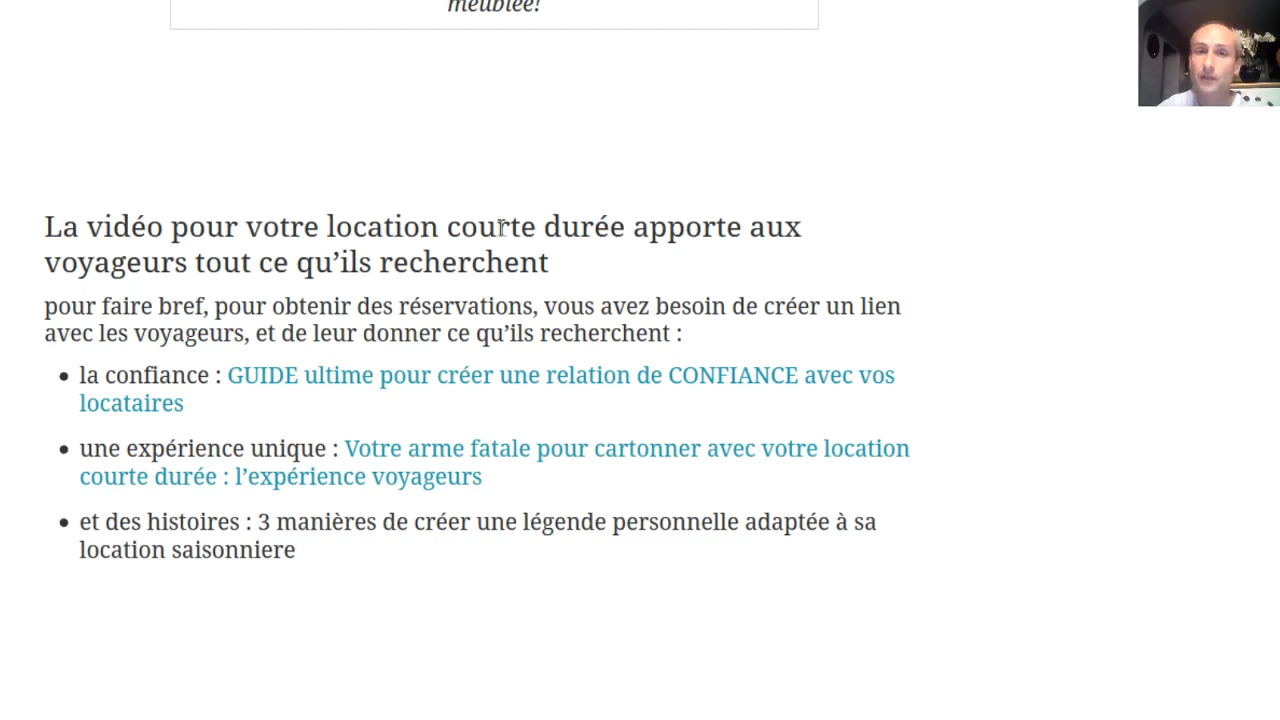 meublée!
La vidéo pour votre location courte durée apporte aux
voyageurs tout ce qu’ils recherchent
pour faire bref, pour obtenir des réservations, vous avez besoin de créer un lien
avec les voyageurs, et de leur donner ce qu’ils recherchent :
la confiance : GUIDE ultime pour créer une relation de CONFIANCE avec vos
locataires
une expérience unique : Votre arme fatale pour cartonner avec votre location
courte durée : l’expérience voyageurs
et des histoires : 3 manières de créer une légende personnelle adaptée à sa
location saisonniere